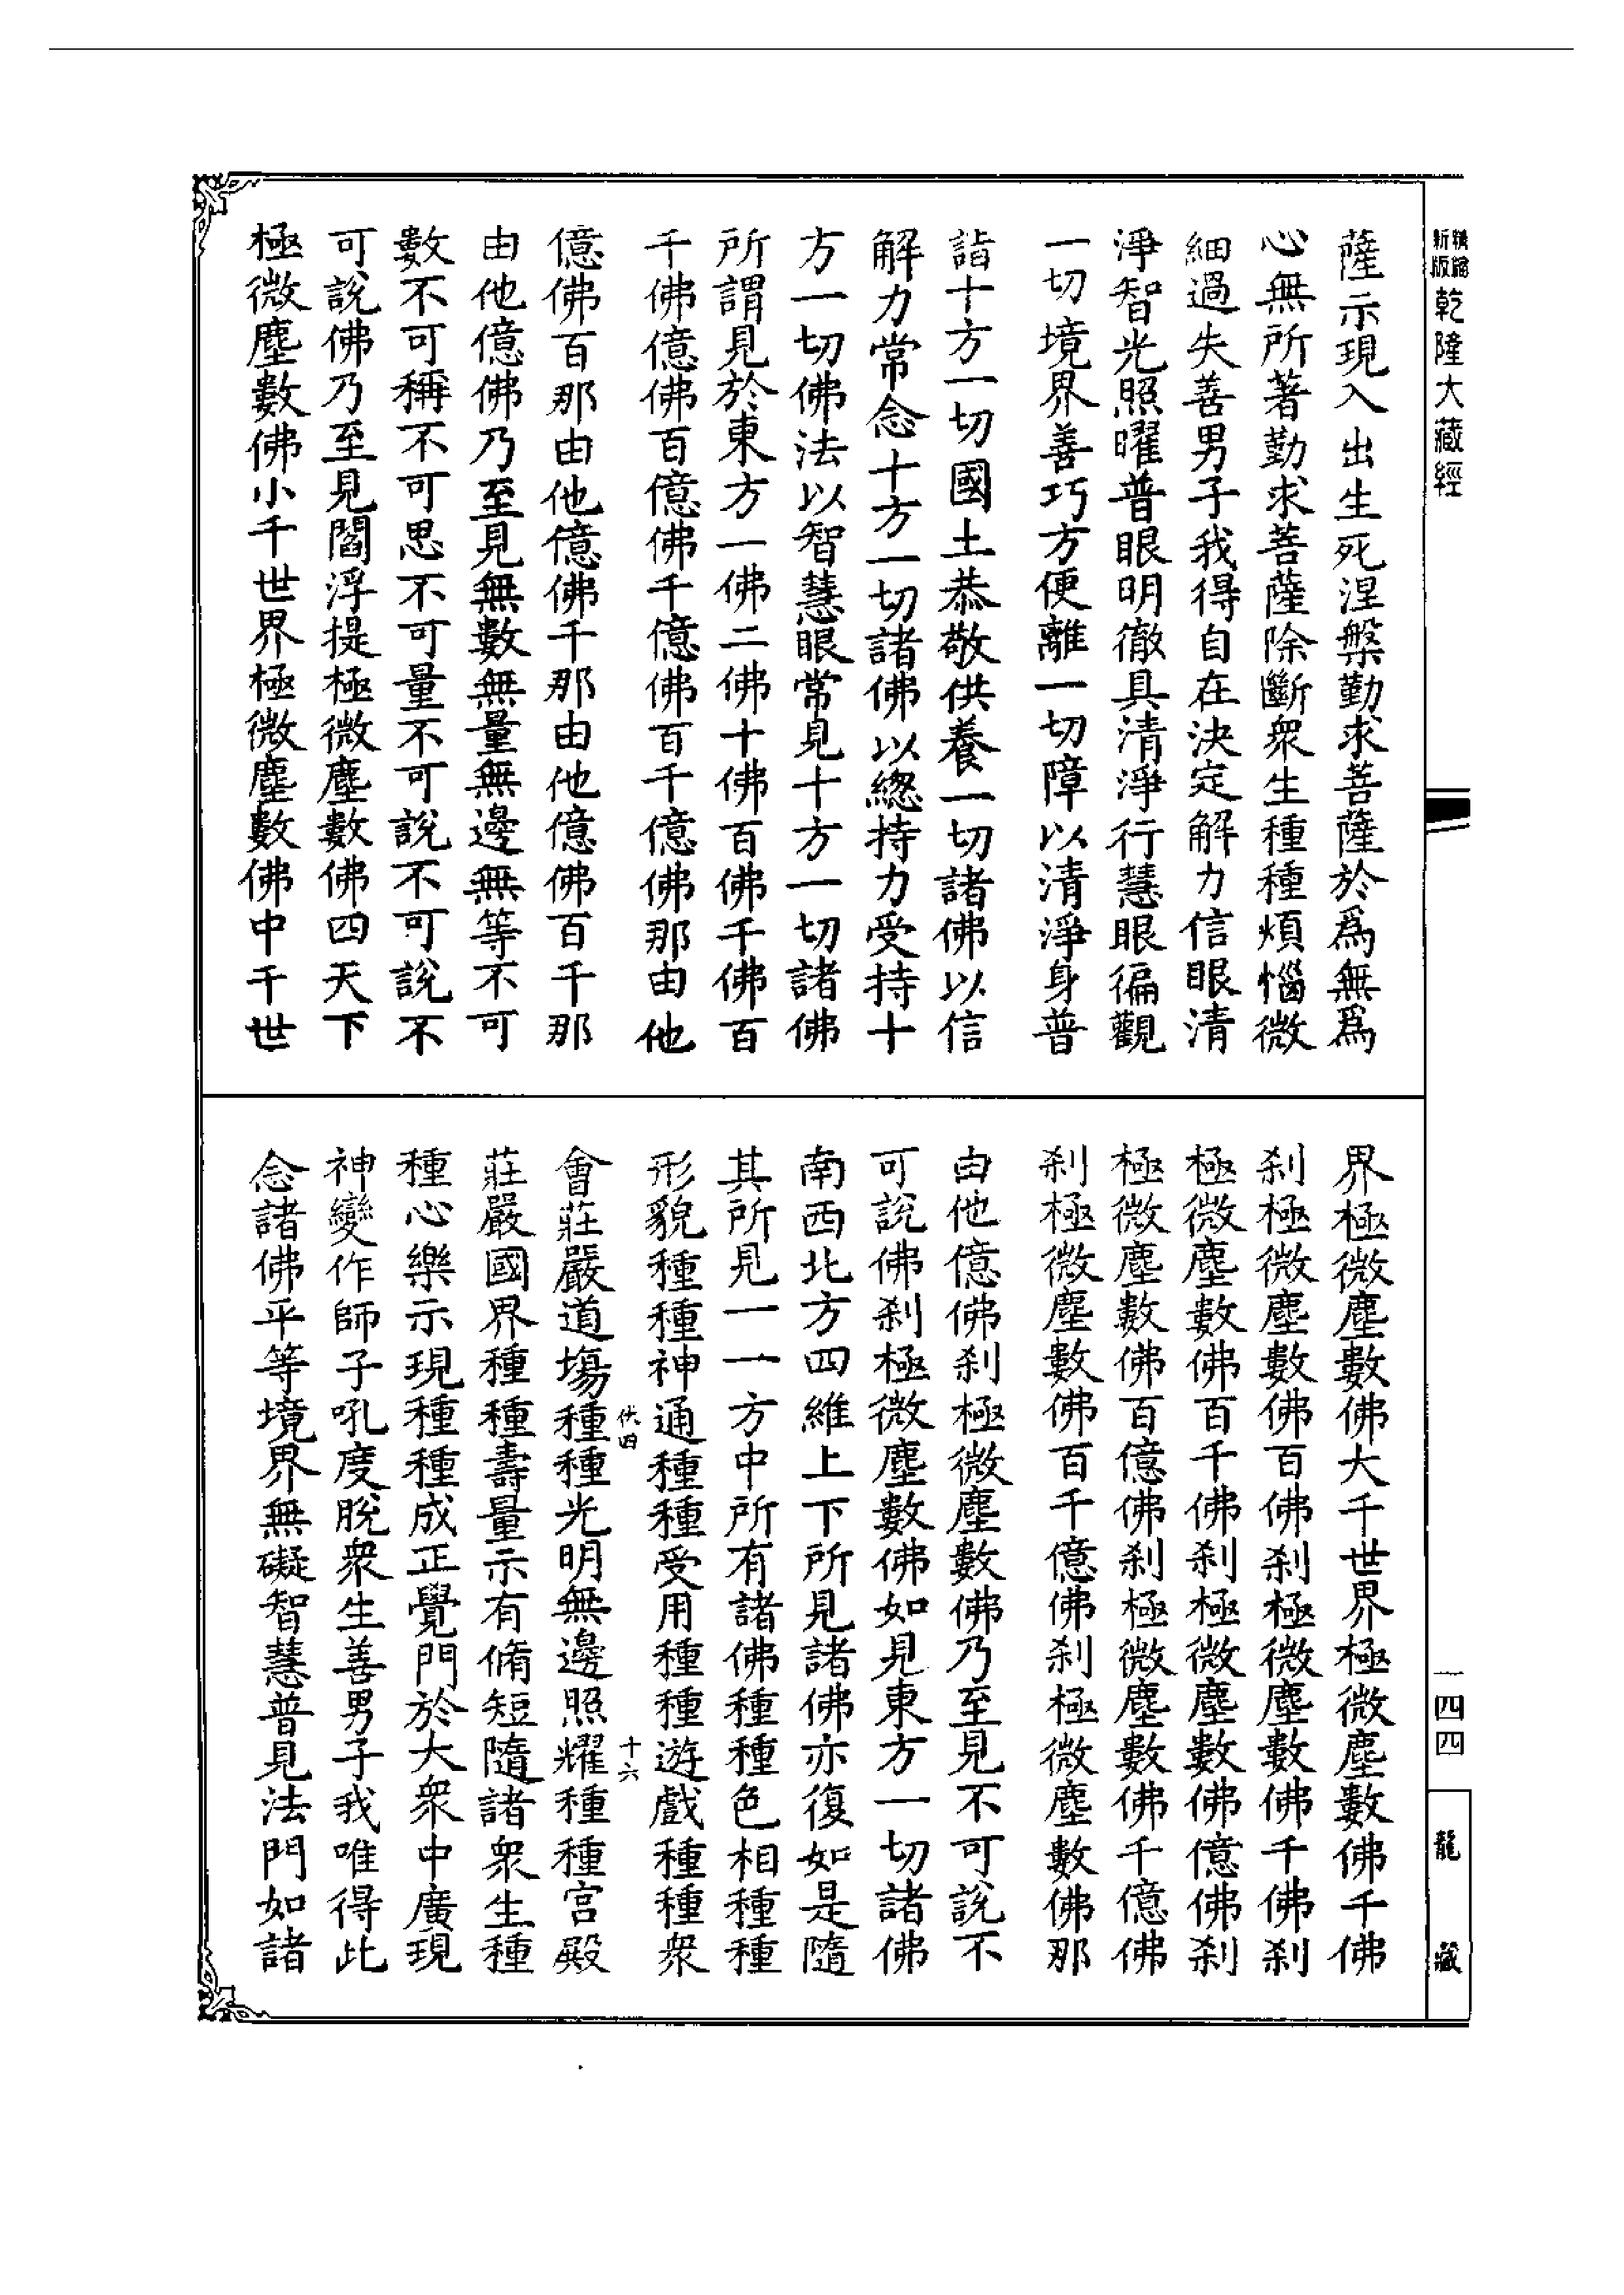 新版精縮乾隆大藏經
薩示現入出生死涅槃勤求菩薩於爲無爲
心無所著勤求菩薩除斷衆生種種煩惱微
細過失善男子我得自在決定解力信眼清
淨智光照曜普眼明徹具清淨行慧眼徧觀
一切境界善巧方便離一切障以清淨身普
詣十方一切國土恭敬供養一切諸佛以信
解力常念十方一切諸佛以緫持力受持十
方一切佛法以智慧眼常見十方一切諸佛
所謂見於東方一佛二佛十佛百佛千佛百
千佛億佛百億佛千億佛百千億佛那由他
億佛百那由他億佛千那由他億佛百千那
由他億佛乃至見無數無量無邊無等不可
數不可稱不可思不可量不可說不可說不
可說佛乃至見閻浮提極微塵數佛四天下
極微塵數佛小千世界極微塵數佛中千世
界極微塵數佛大千世界極微塵數佛千佛
刹極微塵數佛百佛刹極微塵數佛千佛刹
極微塵數佛百千佛刹極微塵數佛億佛刹
極微塵數佛百億佛刹極微塵數佛千億佛
刹極微塵數佛百千億佛刹極微塵數佛那
由他億佛刹極微塵數佛乃至見不可說不
可說佛刹極微塵數佛如見東方一切諸佛
南西北方四維上下所見諸佛亦復如是隨
其所見一一方中所有諸佛種種色相種種
形貌種種神通種種受用種種遊戲種種衆
伏四 十六
會莊嚴道場種種光明無邊照耀種種宮殿
莊嚴國界種種壽量示有脩短隨諸衆生種
種心樂示現種種成正覺門於大衆中廣現
神變作師子吼度脫衆生善男子我唯得此
念諸佛平等境界無礙智慧普見法門如諸
一四四
龍藏